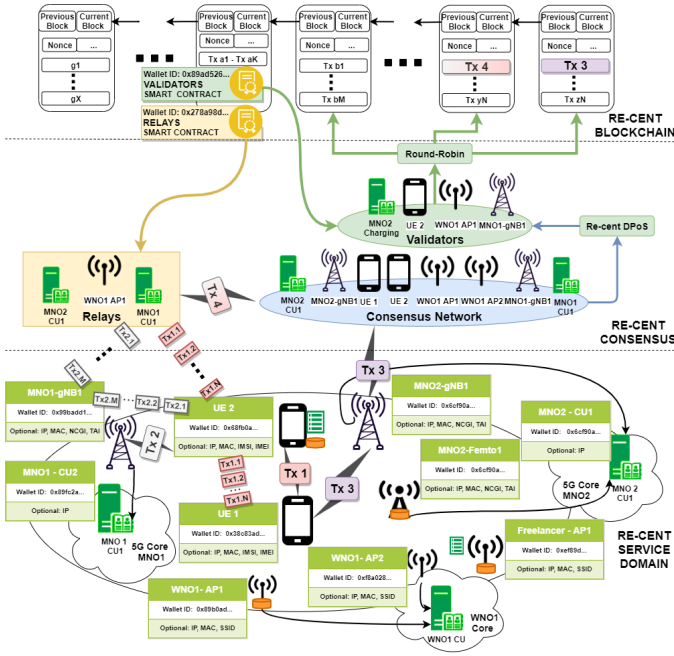 Previous Block
Current Block
Nonce
...
g1
gX
Previous Block
Current Block
Nonce
...
Tx a1 - Tx aK
Previous Block
Current Block
Nonce
...
Tx b1
Tx bM
Previous Block
Current Block
Nonce
...
Tx 4
Tx yN
Previous Block
Current Block
Nonce
...
Tx 3
Tx zN
Wallet ID: 0x89ad526...
VALIDATORS
SMART CONTRACT
Wallet ID: 0x278a98d...
RELAYS
SMART CONTRACT
RE-CENT
BLOCKCHAIN
Round-Robin
MNO2
Charging
UE 2
WNO1 AP1
MNO1-gNB1
Validators
Re-cent DPoS
MNO2
CU1
WNO1 AP1
MNO1
CU1
Relays
Tx 4
MNO2
CU1
MNO2-gNB1
UE 1
UE 2
WNO1 AP1
WNO1 AP2
MNO1-gNB1
MNO1
CU1
Consensus Network
RE-CENT
CONSENSUS
Tx2.1
Tx2.M
Tx1.1
Tx1.2
Tx1.N
Tx 3
MNO1-gNB1
Wallet ID: 0x99badd1...
Optional: IP, MAC, NCGI, TAI
Tx2.M
Tx2.2
Tx2.1
UE 2
Wallet ID: 0x68fb0a...
Optional: IP, MAC, IMSI, IMEI
MNO2-gNB1
Wallet ID: 0x6cf90a...
Optional: IP, MAC, NCGI, TAI
MNO2 - CU1
Wallet ID: 0x6cf90a...
Optional: IP
Tx 2
MNO1 - CU2
Wallet ID: 0x89fc2a...
Optional: IP
MNO 1
CU1
5G Core
MNO1
Tx1.1
Tx1.2
Tx1.N
Tx 1
Tx 3
MNO2-Femto1
Wallet ID: 0x6cf90a...
Optional: IP, MAC, NCGI, TAI
5G Core
MNO2
MNO 2
CU1
UE 1
Wallet ID: 0x38c83ad...
Optional: IP, MAC, IMSI, IMEI
Freelancer - AP1
Wallet ID: 0xef89d...
Optional: IP, MAC, SSID
RE-CENT
SERVICE
DOMAIN
WNO1- AP2
Wallet ID: 0xf8a028...
Optional: IP, MAC, SSID
WNO1- AP1
Wallet ID: 0x89b0ad...
Optional: IP, MAC, SSID
WNO1 CU
WNO1
Core